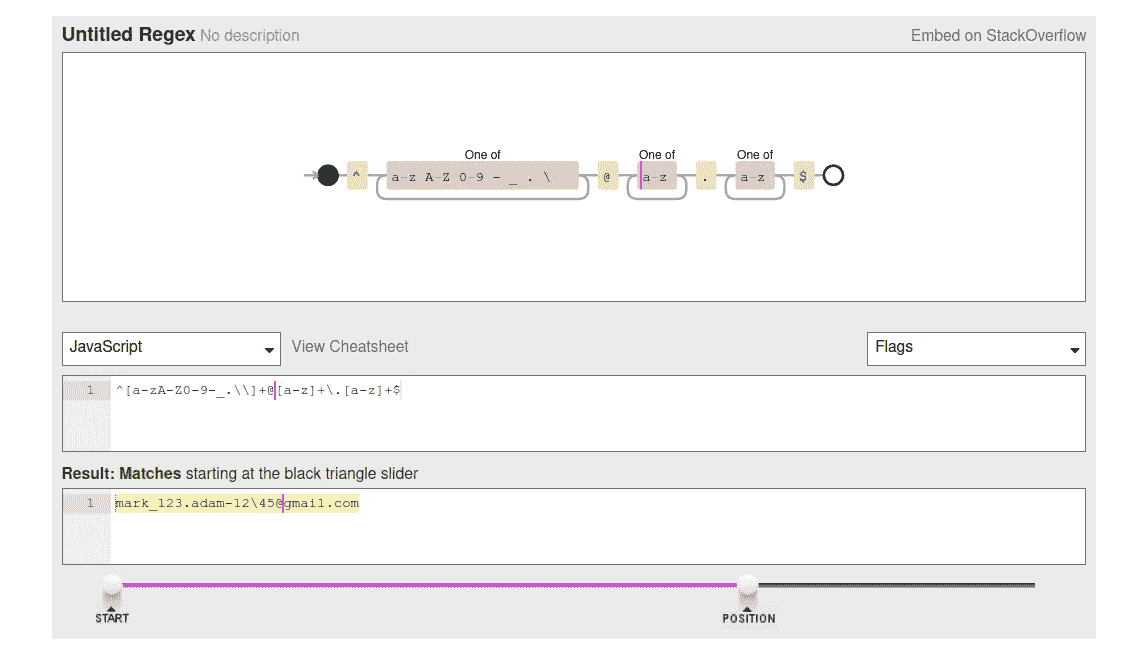 Untitled Regex No description Embed on StackOverflow
One of One of One of
^ a-z A-Z 0-9 - _ . \ @ a-z . a-z $
JavaScript View Cheatsheet Flags
1 ^[a-zA-Z0-9-_.\\]+@[a-z]+\.[a-z]+$
Result: Matches starting at the black triangle slider
1 mark_123.adam-12\45@gmail.com
START POSITION